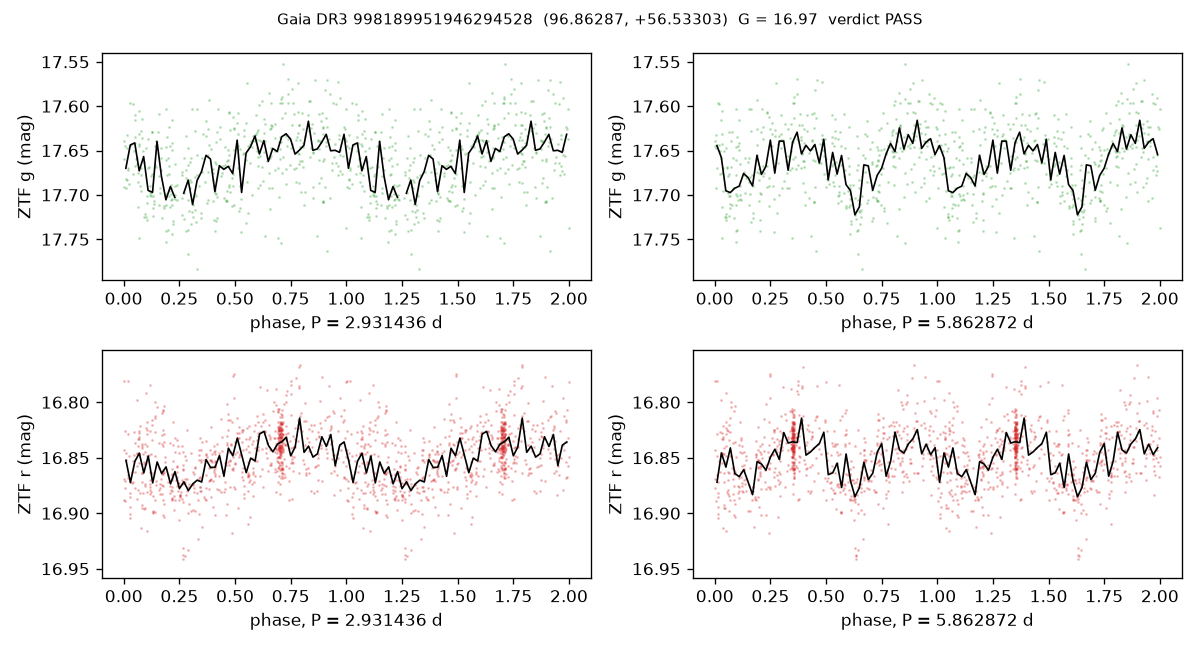 Gaia DR3 998189951946294528 (96.86287, +56.53303) G = 16.97 verdict PASS
17.55
17.60
17.65
17.70
17.75
ZTF g (mag)
0.00 0.25 0.50 0.75 1.00 1.25 1.50 1.75 2.00
phase, P = 2.931436 d
17.55
17.60
17.65
17.70
17.75
ZTF g (mag)
0.00 0.25 0.50 0.75 1.00 1.25 1.50 1.75 2.00
phase, P = 5.862872 d
16.80
16.85
16.90
16.95
ZTF r (mag)
0.00 0.25 0.50 0.75 1.00 1.25 1.50 1.75 2.00
phase, P = 2.931436 d
16.80
16.85
16.90
16.95
ZTF r (mag)
0.00 0.25 0.50 0.75 1.00 1.25 1.50 1.75 2.00
phase, P = 5.862872 d